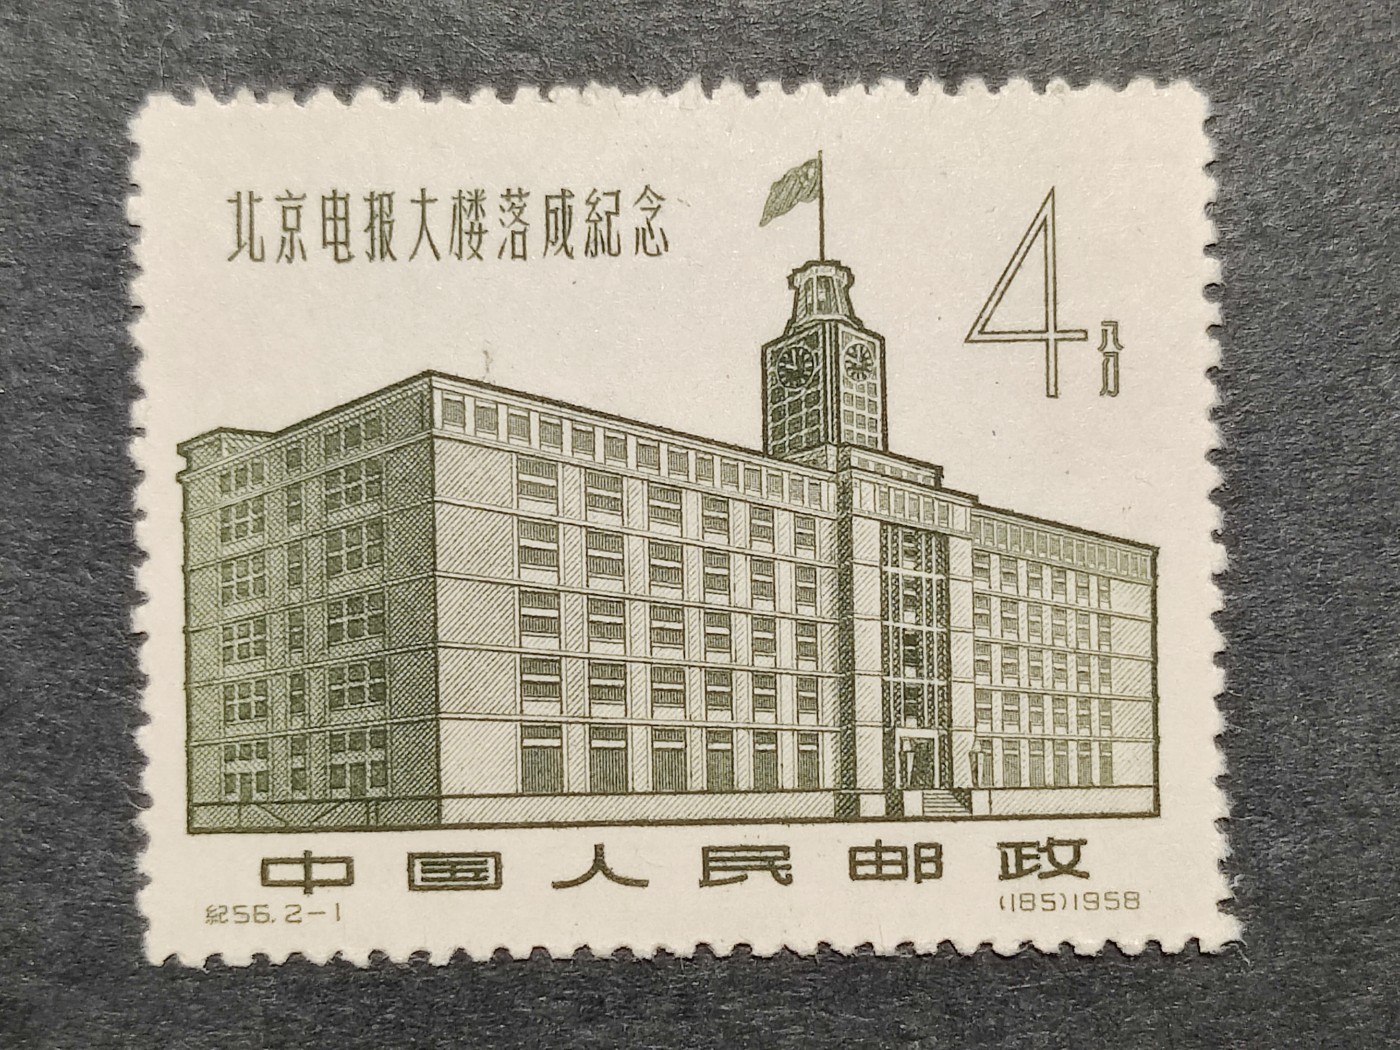 北京电报大楼落成紀念
4分
中国人民邮政
紀56.2-1
(185)1958